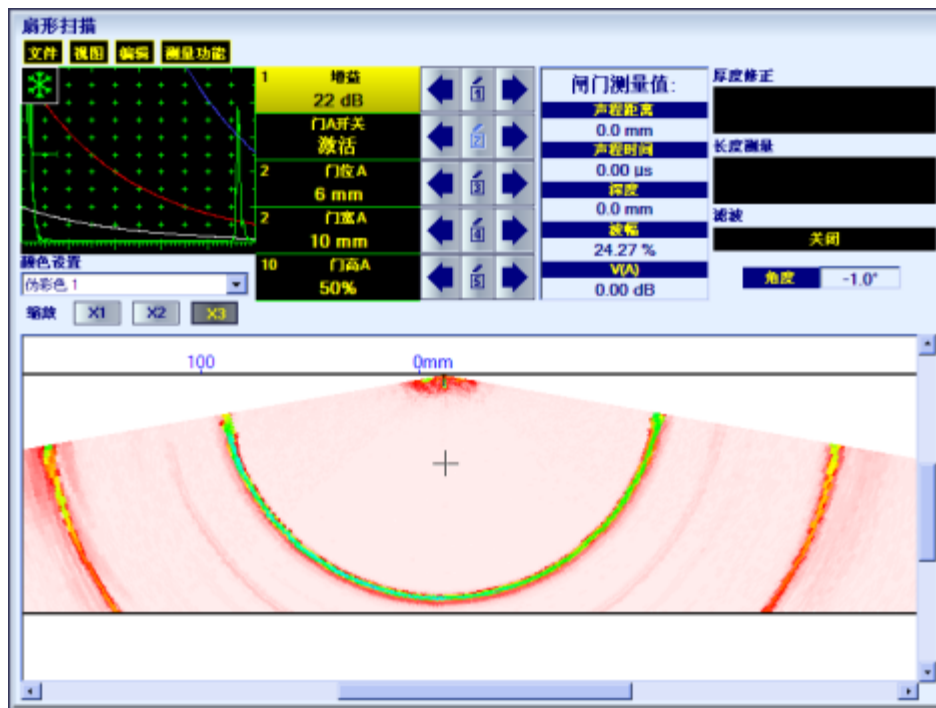 扇形扫描
文件 视图 编辑 测量功能
1 增益
22 dB
门A开关
激活
2 门位 A
6 mm
2 门宽A
10 mm
10 门高A
50%
1
2
3
4
5
闸门测量值:
声程距离
0.0 mm
声程时间
0.00 µs
深度
0.0 mm
波幅
24.27 %
V(A)
0.00 dB
厚度修正
长度测量
滤波
关闭
角度 -1.0°
颜色设置
伪彩色 1
缩放 X1 X2 X3
100 0mm